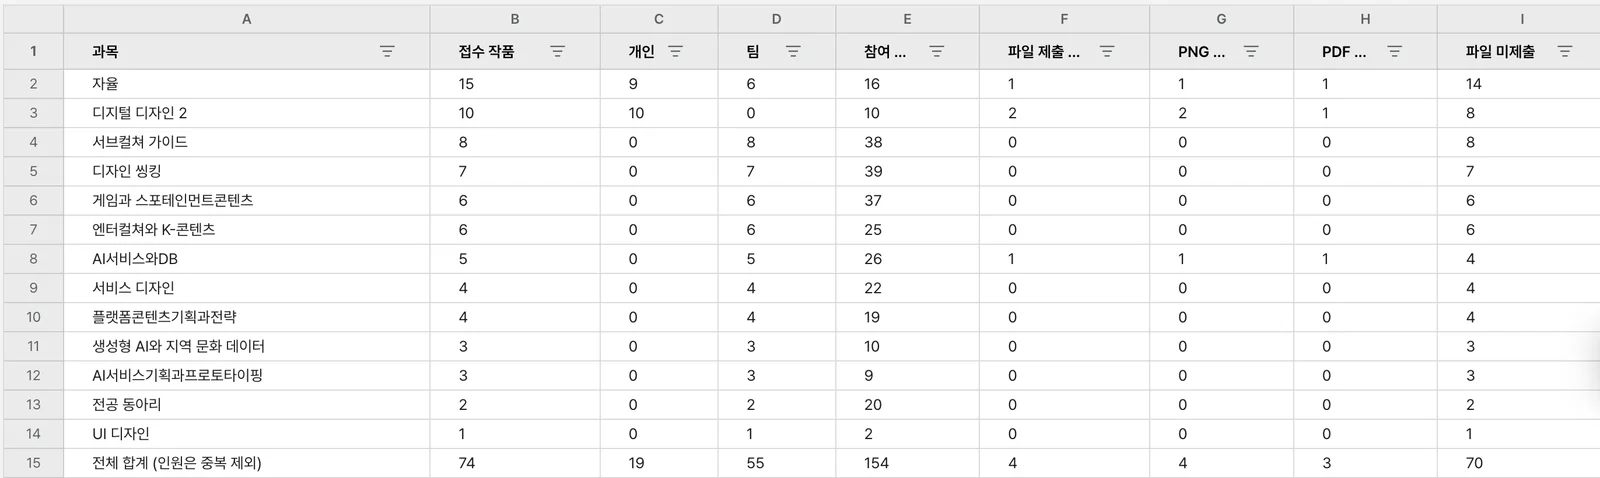 A B C D E F G H I
1 과목 접수 작품 개인 팀 참여 ... 파일 제출 ... PNG ... PDF ... 파일 미제출
2 자율 15 9 6 16 1 1 1 14
3 디지털 디자인 2 10 10 0 10 2 2 1 8
4 서브컬쳐 가이드 8 0 8 38 0 0 0 8
5 디자인 씽킹 7 0 7 39 0 0 0 7
6 게임과 스포테인먼트콘텐츠 6 0 6 37 0 0 0 6
7 엔터컬쳐와 K-콘텐츠 6 0 6 25 0 0 0 6
8 AI서비스와DB 5 0 5 26 1 1 1 4
9 서비스 디자인 4 0 4 22 0 0 0 4
10 플랫폼콘텐츠기획과전략 4 0 4 19 0 0 0 4
11 생성형 AI와 지역 문화 데이터 3 0 3 10 0 0 0 3
12 AI서비스기획과프로토타이핑 3 0 3 9 0 0 0 3
13 전공 동아리 2 0 2 20 0 0 0 2
14 UI 디자인 1 0 1 2 0 0 0 1
15 전체 합계 (인원은 중복 제외) 74 19 55 154 4 4 3 70